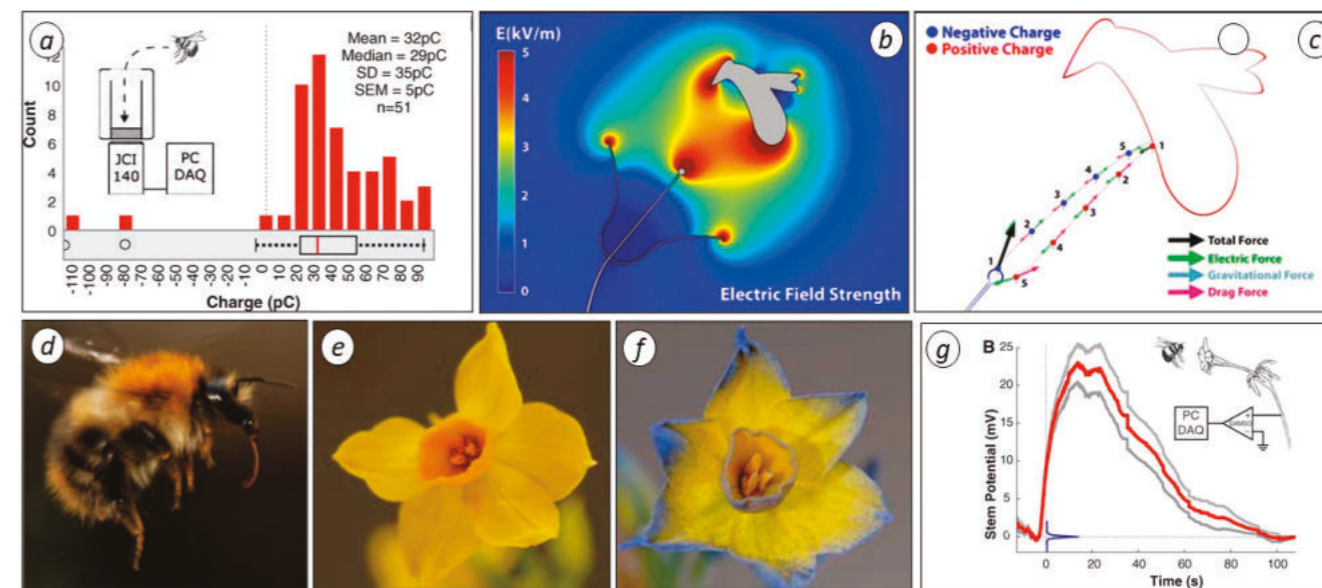 a
Mean = 32pC
Median = 29pC
SD = 35pC
SEM = 5pC
n=51
12
10
8
6
4
2
0
Count
JCI
140
PC
DAQ
-110
-100
-90
-80
-70
-60
-50
-40
-30
-20
-10
0
10
20
30
40
50
60
70
80
90
Charge (pC)
b
E(kV/m)
5
4
3
2
1
0
Electric Field Strength
c
Negative Charge
Positive Charge
5
1
4
2
3
3
2
4
1
5
Total Force
Electric Force
Gravitational Force
Drag Force
d
e
f
g
B
25
20
15
10
5
0
Stem Potential (mV)
PC
DAQ
0
20
40
60
80
100
Time (s)